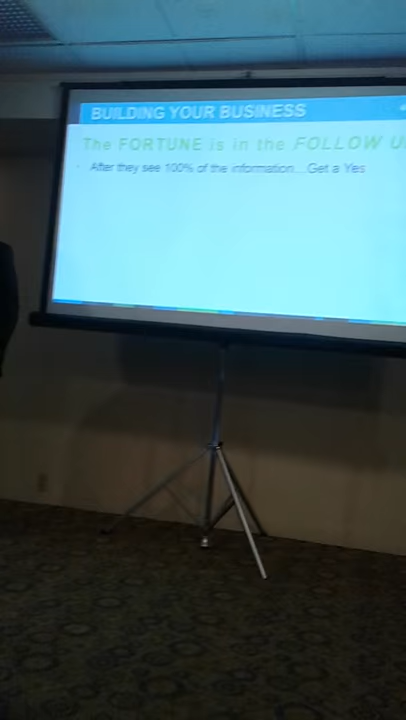 BUILDING YOUR BUSINESS
The FORTUNE is in the FOLLOW U
• After they see 100% of the information... Get a Yes